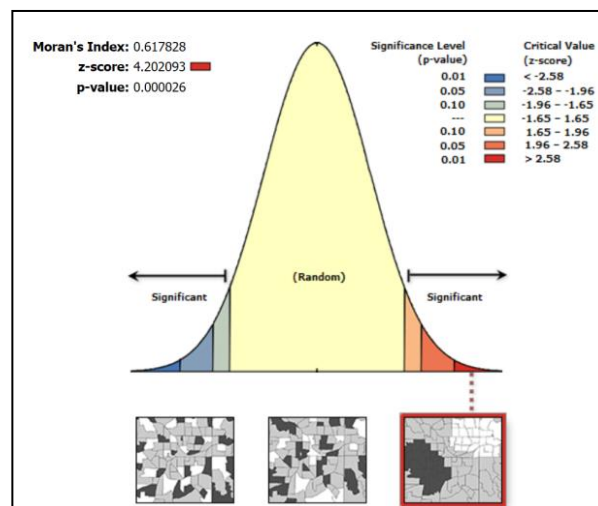 Moran's Index: 0.617828
z-score: 4.202093
p-value: 0.000026
Significance Level
(p-value)
Critical Value
(z-score)
0.01 < -2.58
0.05 -2.58 – -1.96
0.10 -1.96 – -1.65
--- -1.65 – 1.65
0.10 1.65 – 1.96
0.05 1.96 – 2.58
0.01 > 2.58
(Random)
Significant
Significant